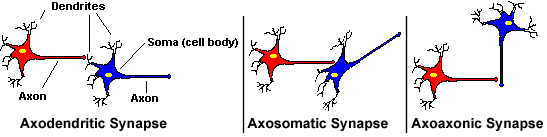 Dendrites
Soma (cell body)
Axon
Axon
Axodendritic Synapse
Axosomatic Synapse
Axoaxonic Synapse